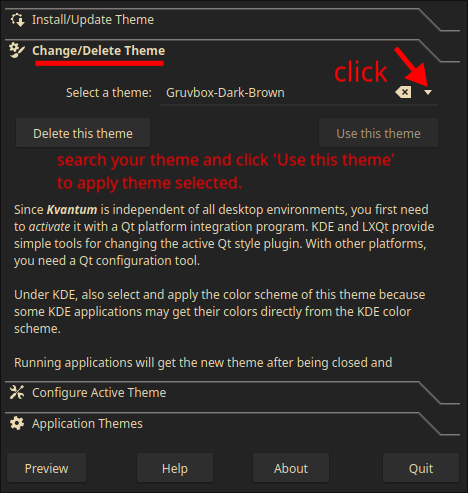 Install/Update Theme
Change/Delete Theme
click
Select a theme: Gruvbox-Dark-Brown
Delete this theme Use this theme
search your theme and click 'Use this theme'
to apply theme selected.
Since Kvantum is independent of all desktop environments, you first need
to activate it with a Qt platform integration program. KDE and LXQt provide
simple tools for changing the active Qt style plugin. With other platforms,
you need a Qt configuration tool.
Under KDE, also select and apply the color scheme of this theme because
some KDE applications may get their colors directly from the KDE color
scheme.
Running applications will get the new theme after being closed and
Configure Active Theme
Application Themes
Preview Help About Quit